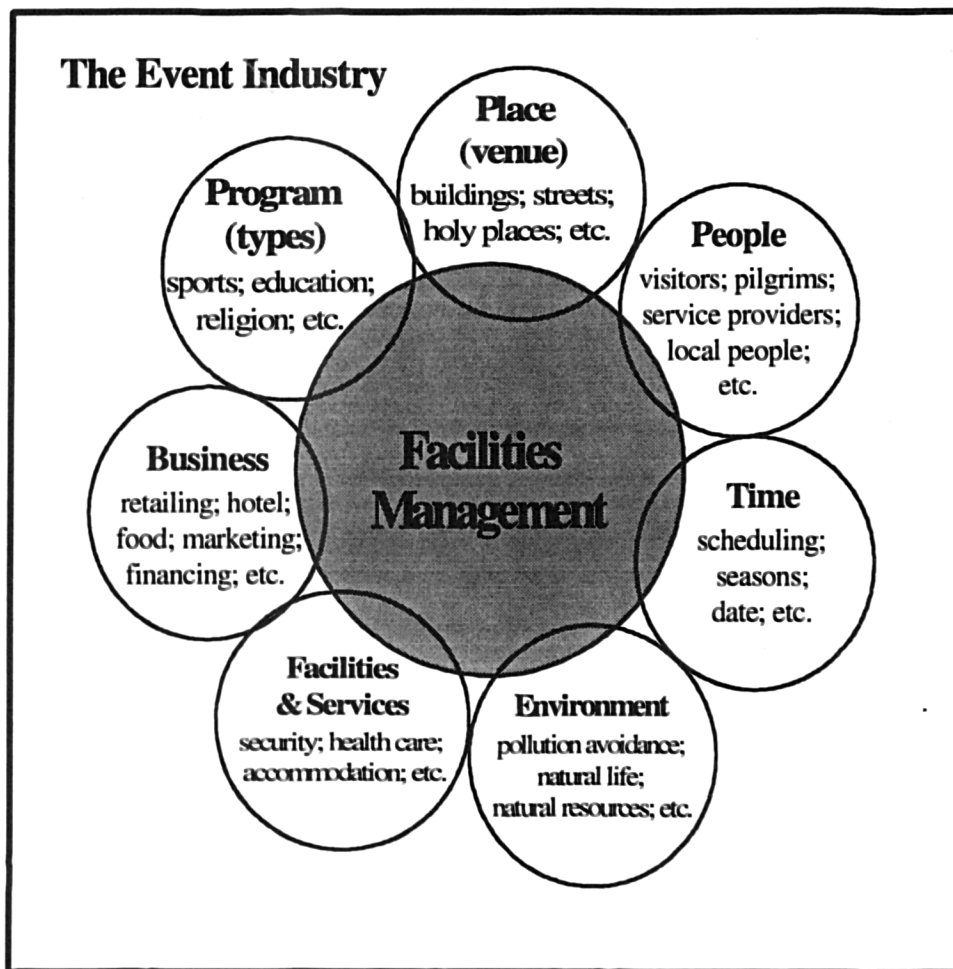 The Event Industry
Place
(venue)
buildings; streets;
holy places; etc.
Program
(types)
sports; education;
religion; etc.
People
visitors; pilgrims;
service providers;
local people;
etc.
Facilities
Management
Business
retailing; hotel;
food; marketing;
financing; etc.
Time
scheduling;
seasons;
date; etc.
Facilities
& Services
security; health care;
accommodation; etc.
Environment
pollution avoidance;
natural life;
natural resources; etc.